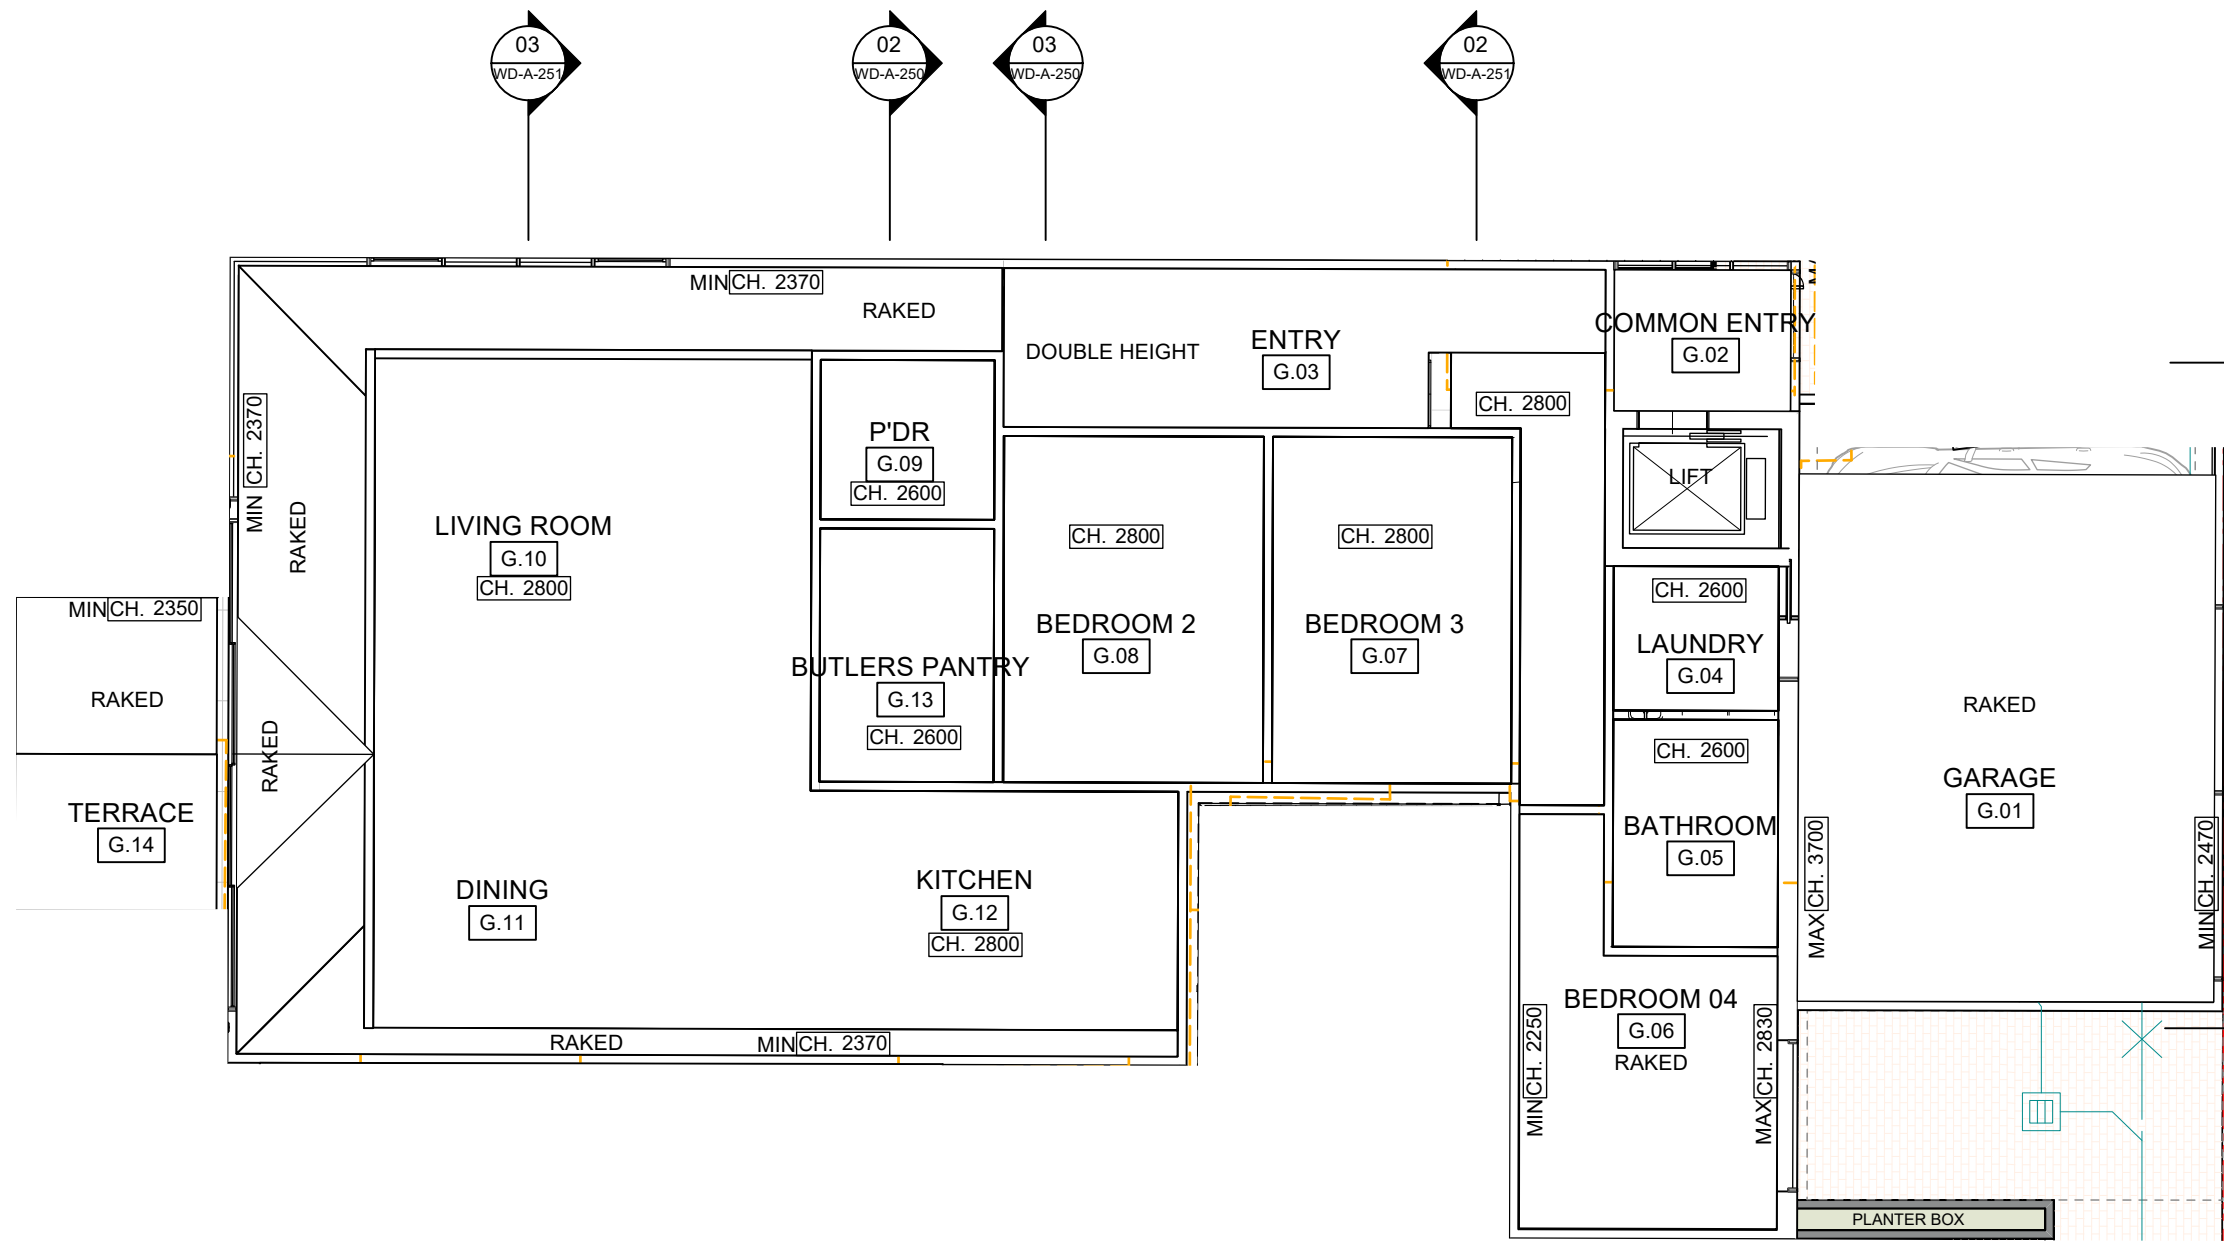 03
WD-A-251
02
WD-A-250
03
WD-A-250
02
WD-A-251
MIN CH. 2370
RAKED
DOUBLE HEIGHT
ENTRY
G.03
COMMON ENTRY
G.02
CH. 2800
MIN CH. 2370
RAKED
P'DR
G.09
CH. 2600
LIFT
LIVING ROOM
G.10
CH. 2800
CH. 2800
CH. 2800
BEDROOM 2
G.08
BEDROOM 3
G.07
CH. 2600
LAUNDRY
G.04
MIN CH. 2350
RAKED
BUTLERS PANTRY
G.13
CH. 2600
RAKED
CH. 2600
BATHROOM
G.05
RAKED
GARAGE
G.01
MAX CH. 3700
MIN CH. 2470
TERRACE
G.14
DINING
G.11
KITCHEN
G.12
CH. 2800
RAKED
MIN CH. 2370
MIN CH. 2250
BEDROOM 04
G.06
RAKED
MAX CH. 2830
PLANTER BOX